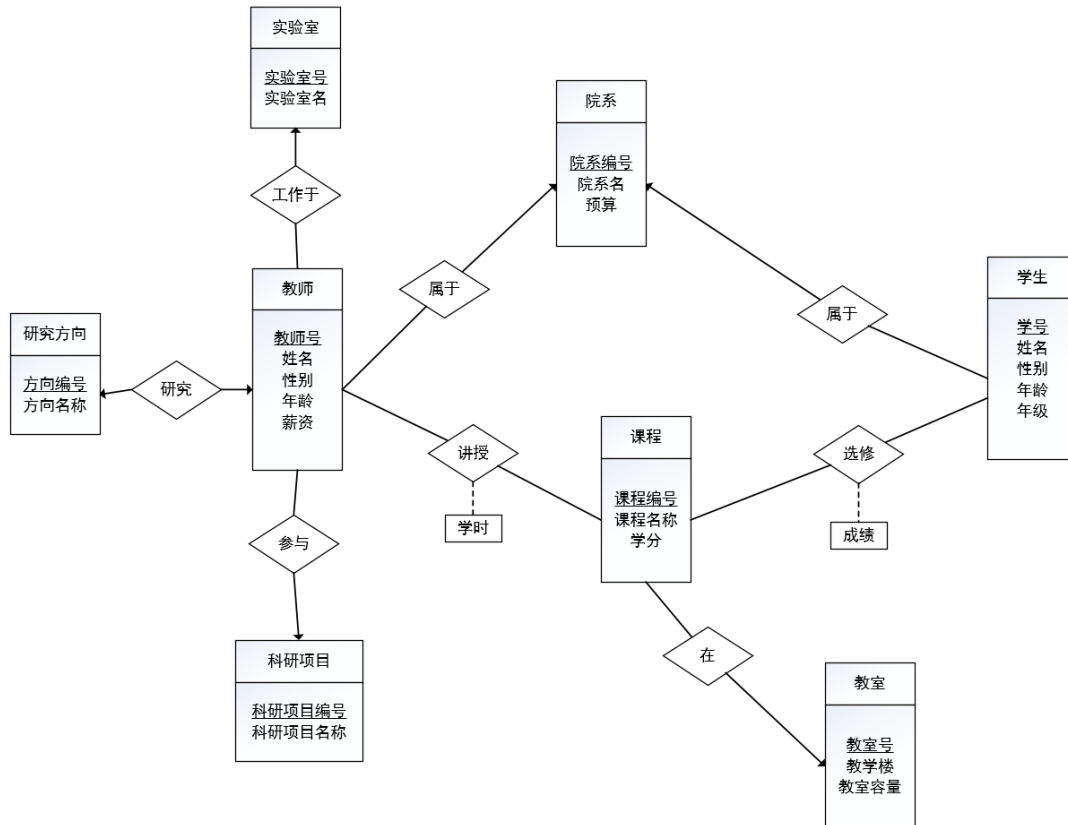 实验室
实验室号
实验室名
工作于
院系
院系编号
院系名
预算
教师
教师号
姓名
性别
年龄
薪资
属于
属于
学生
学号
姓名
性别
年龄
年级
研究方向
方向编号
方向名称
研究
讲授
学时
课程
课程编号
课程名称
学分
选修
成绩
参与
科研项目
科研项目编号
科研项目名称
在
教室
教室号
教学楼
教室容量